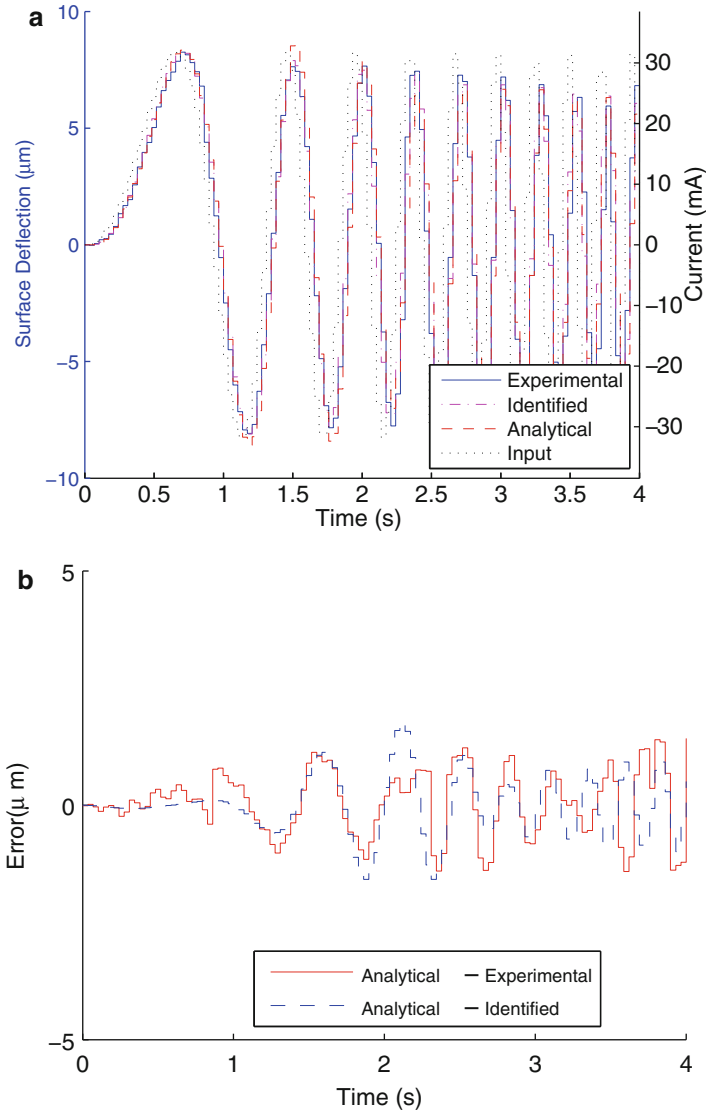 a
Surface Deflection (μm)
10
5
0
−5
−10
Current (mA)
30
20
10
0
−10
−20
−30
Experimental
Identified
Analytical
Input
0 0.5 1 1.5 2 2.5 3 3.5 4
Time (s)
b
Error(μ m)
5
0
−5
Analytical − Experimental
Analytical − Identified
0 1 2 3 4
Time (s)